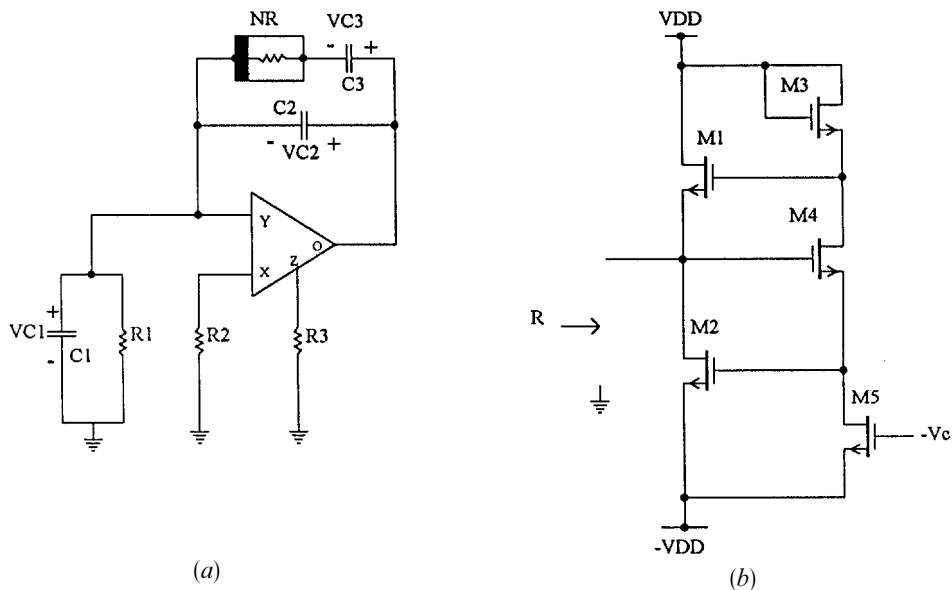 NR
VC3
- +
C3
C2
- +
VC2
Y
O
Z
X
+
VC1
-
C1
R1
R2
R3
(a)
VDD
M3
M1
M4
R
M2
M5
-Vc
-VDD
(b)